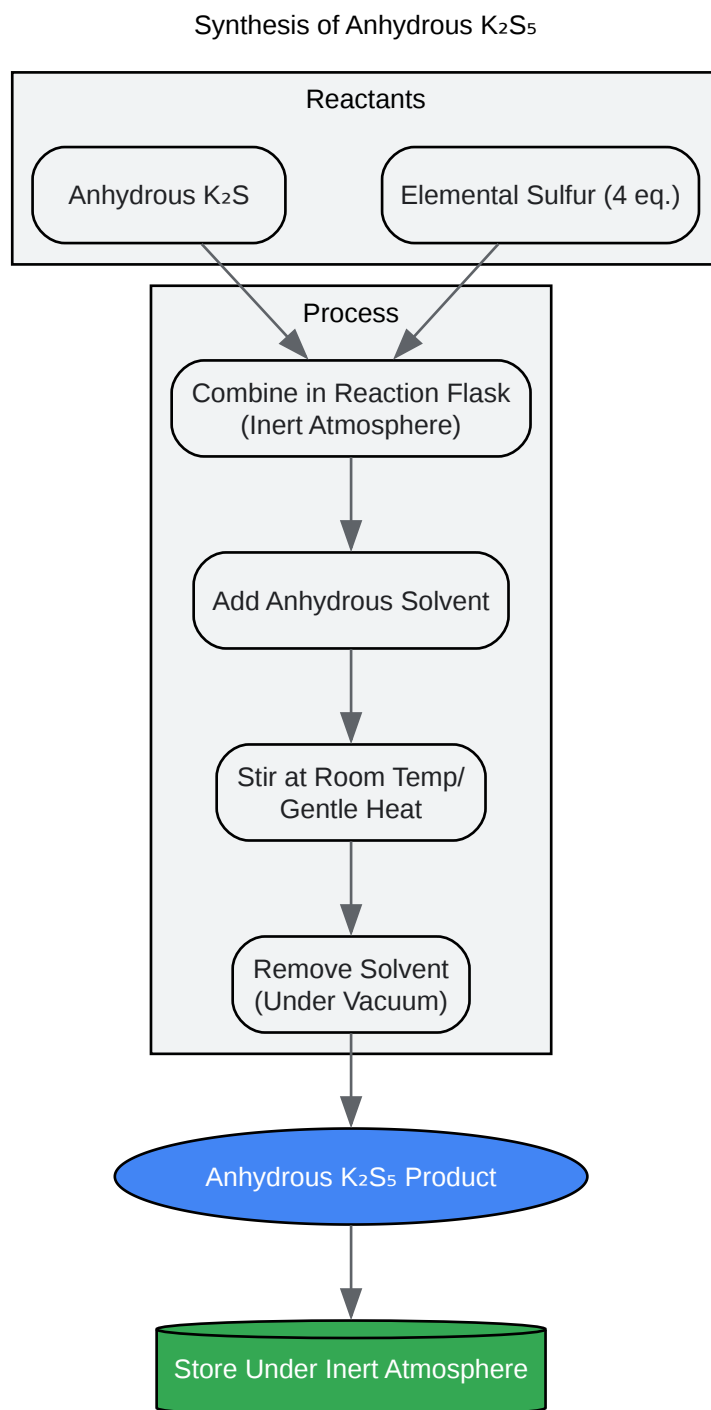 Synthesis of Anhydrous K₂S₅
Reactants
Anhydrous K₂S
Elemental Sulfur (4 eq.)
Process
Combine in Reaction Flask
(Inert Atmosphere)
Add Anhydrous Solvent
Stir at Room Temp/
Gentle Heat
Remove Solvent
(Under Vacuum)
Anhydrous K₂S₅ Product
Store Under Inert Atmosphere